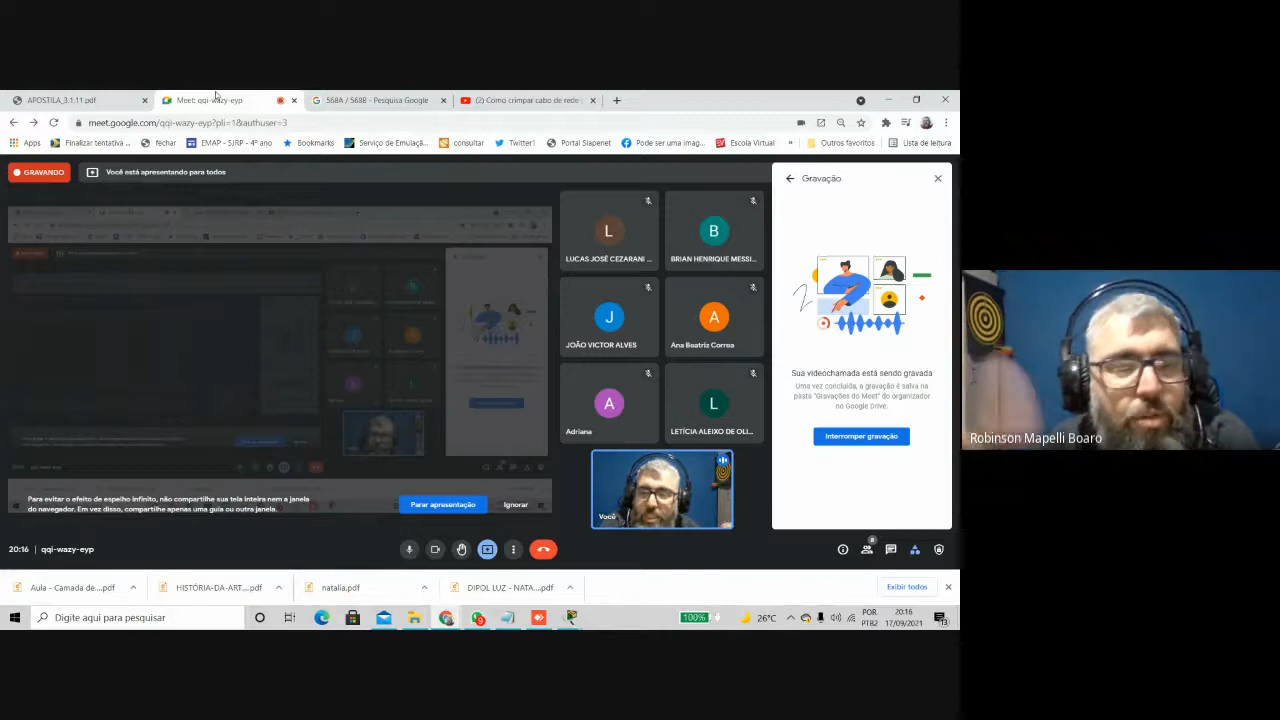 APOSTILA_3.1.11.pdf
Meet: qqi-wazy-eyp
568A / 568B - Pesquisa Google
(2) Como crimpar cabo de rede
meet.google.com/qqi-wazy-eyp?pli=1&authuser=3
Apps
Finalizar tentativa ...
fechar
EMAP - SJRP - 4º ano
Bookmarks
Serviço de Emulaçã...
consultar
Twitter1
Portal Slapenet
Pode ser uma imag...
Escola Virtual
»
Outros favoritos
Lista de leitura
GRAVANDO
Você está apresentando para todos
Gravação
L
LUCAS JOSÉ CEZARANI ...
B
BRIAN HENRIQUE MESSI...
J
JOÃO VICTOR ALVES
A
Ana Beatriz Correa
A
Adriana
L
LETÍCIA ALEIXO DE OLI...
Você
Sua videochamada está sendo gravada
Uma vez concluída, a gravação é salva na
pasta "Gravações do Meet" do organizador
no Google Drive.
Interromper gravação
Para evitar o efeito de espelho infinito, não compartilhe sua tela inteira nem a janela
do navegador. Em vez disso, compartilhe apenas uma guia ou outra janela.
Parar apresentação
Ignorar
20:16 | qqi-wazy-eyp
8
Aula - Camada de....pdf
HISTÓRIA-DA-ART....pdf
natalia.pdf
DIPOL LUZ - NATA....pdf
Exibir todos
Digite aqui para pesquisar
9
100%
26°C
POR
PTB2
20:16
17/09/2021
13
Robinson Mapelli Boaro